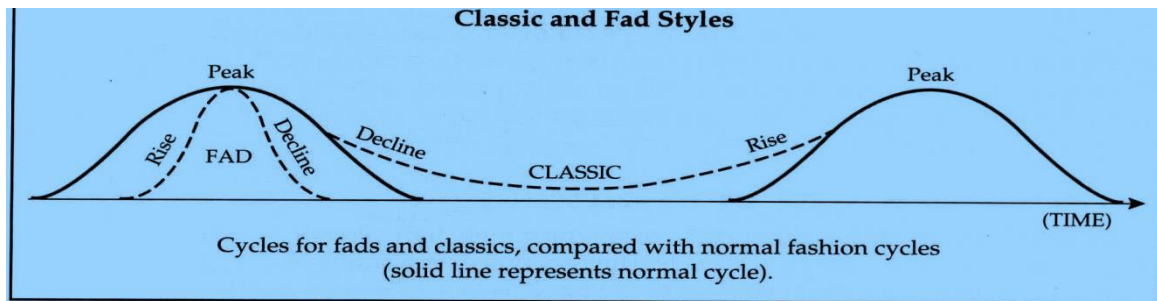 Classic and Fad Styles
Peak
Peak
Rise
FAD
Decline
Decline
CLASSIC
Rise
(TIME)
Cycles for fads and classics, compared with normal fashion cycles
(solid line represents normal cycle).